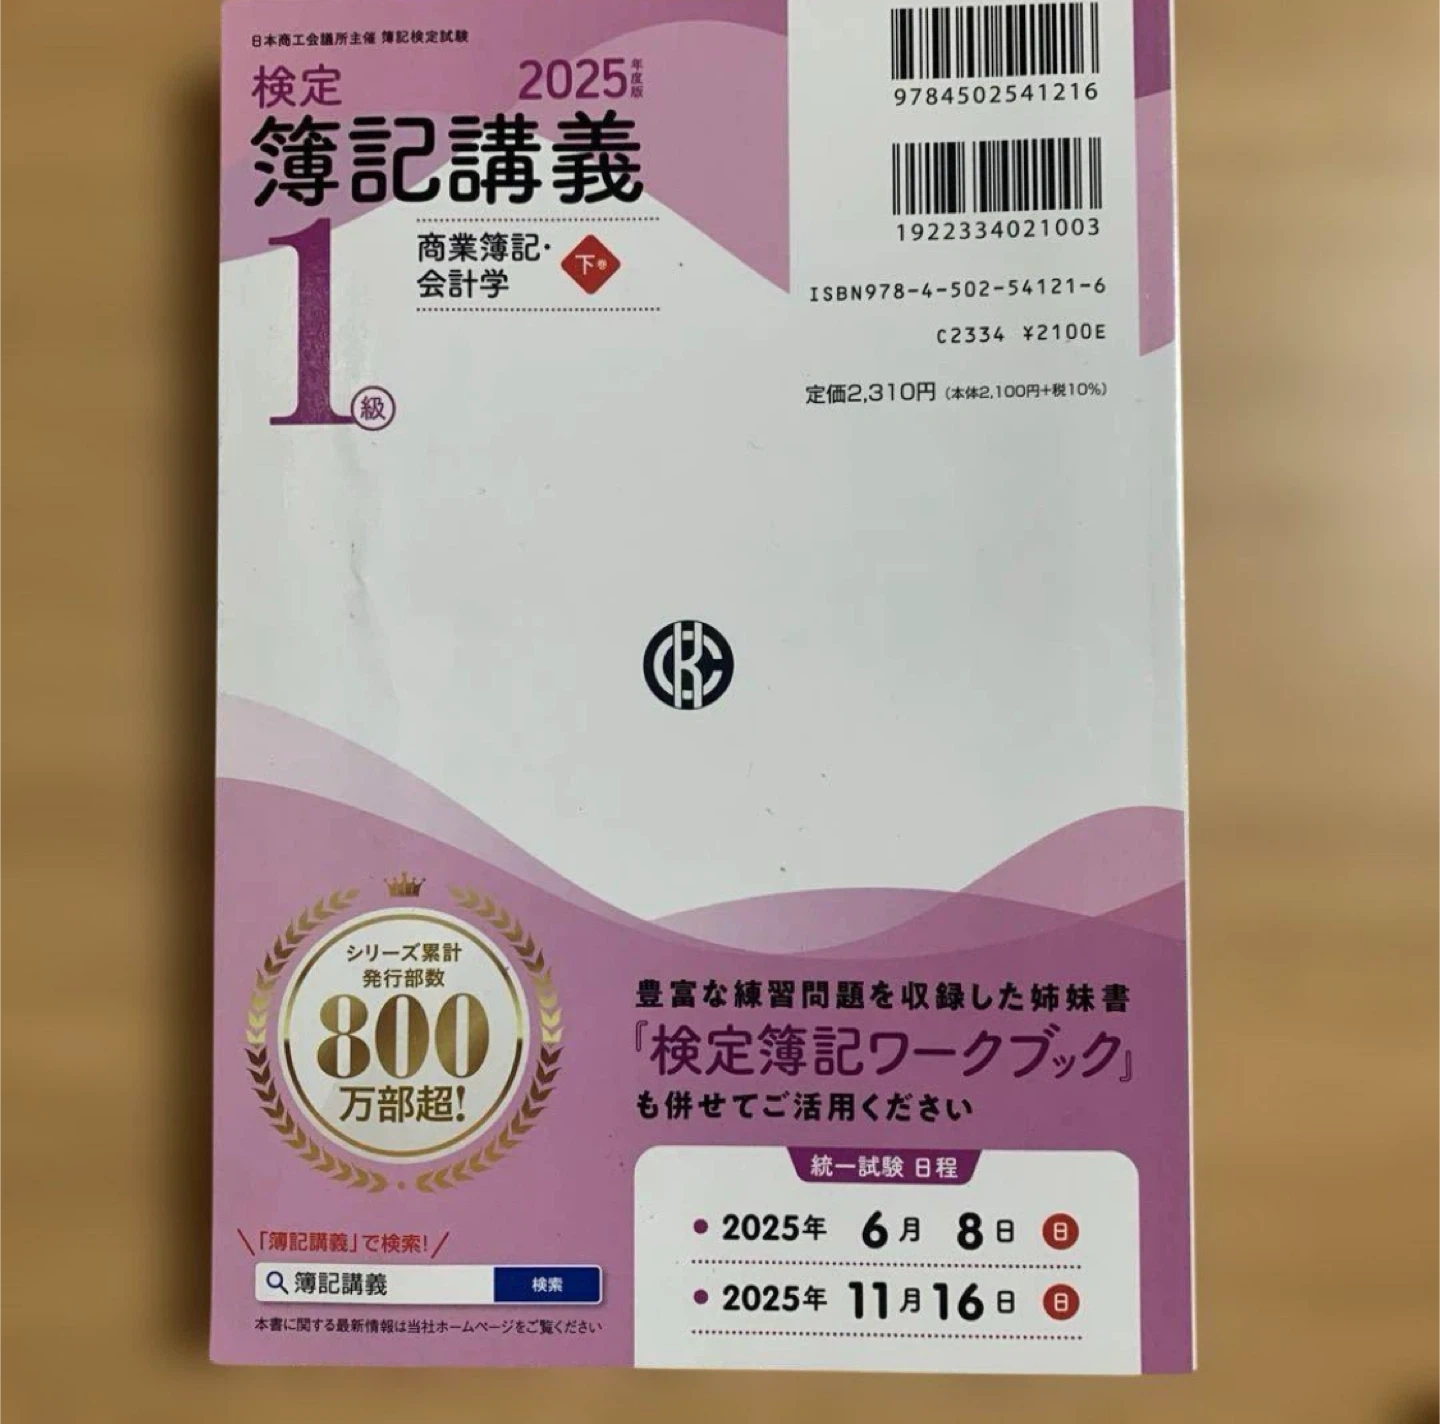 日本商工会議所主催 簿記検定試験
検定 2025年度版
簿記講義
1級
商業簿記・
会計学
下巻
9784502541216
1922334021003
ISBN978-4-502-54121-6
C2334 ¥2100E
定価2,310円（本体2,100円+税10%）
シリーズ累計
発行部数
800
万部超!
豊富な練習問題を収録した姉妹書
『検定簿記ワークブック』
も併せてご活用ください
統一試験 日程
● 2025年 6月 8日 日
● 2025年 11月 16日 日
\「簿記講義」で検索!/
簿記講義 検索
本書に関する最新情報は当社ホームページをご覧ください